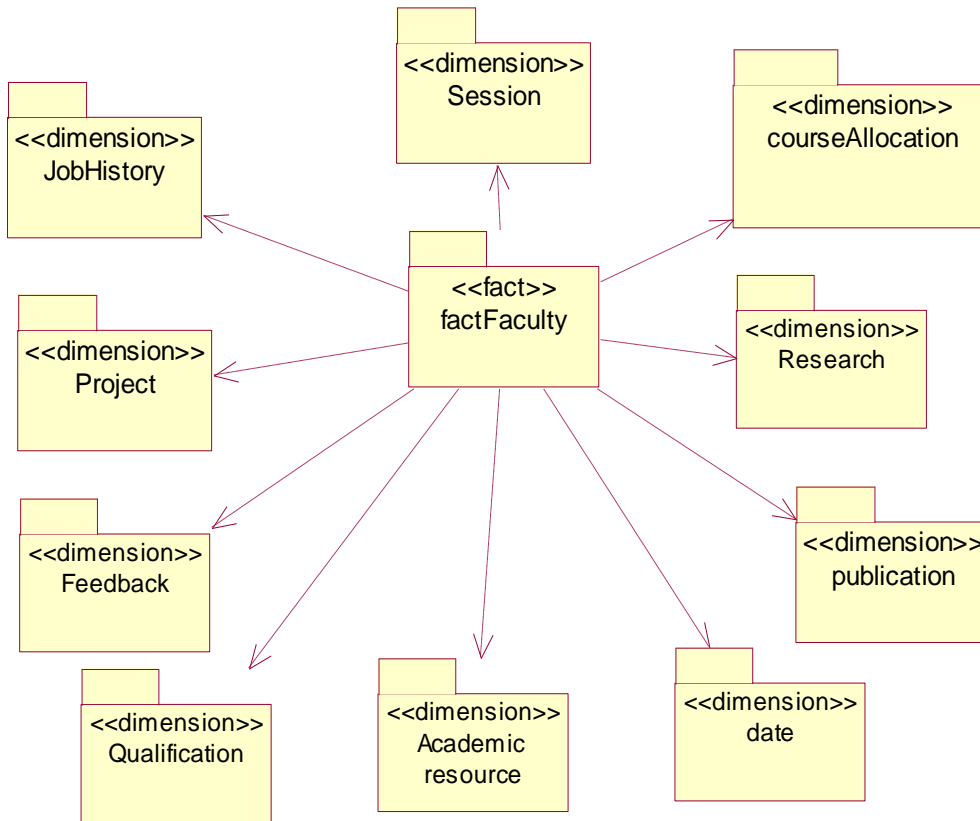 <<dimension>>
Session
<<dimension>>
courseAllocation
<<dimension>>
JobHistory
<<fact>>
factFaculty
<<dimension>>
Research
<<dimension>>
Project
<<dimension>>
publication
<<dimension>>
Feedback
<<dimension>>
Qualification
<<dimension>>
Academic
resource
<<dimension>>
date